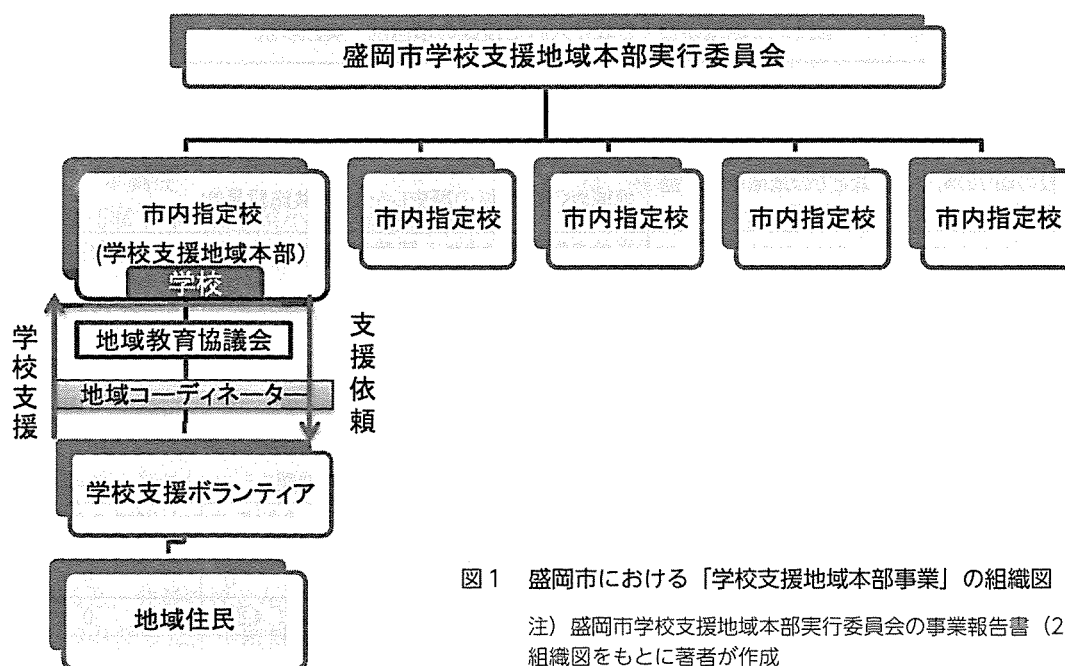 盛岡市学校支援地域本部実行委員会
市内指定校
(学校支援地域本部)
学校
市内指定校
市内指定校
市内指定校
市内指定校
学校支援
支援依頼
地域教育協議会
地域コーディネーター
学校支援ボランティア
地域住民
図1 盛岡市における「学校支援地域本部事業」の組織図
注)盛岡市学校支援地域本部実行委員会の事業報告書(2
組織図をもとに著者が作成